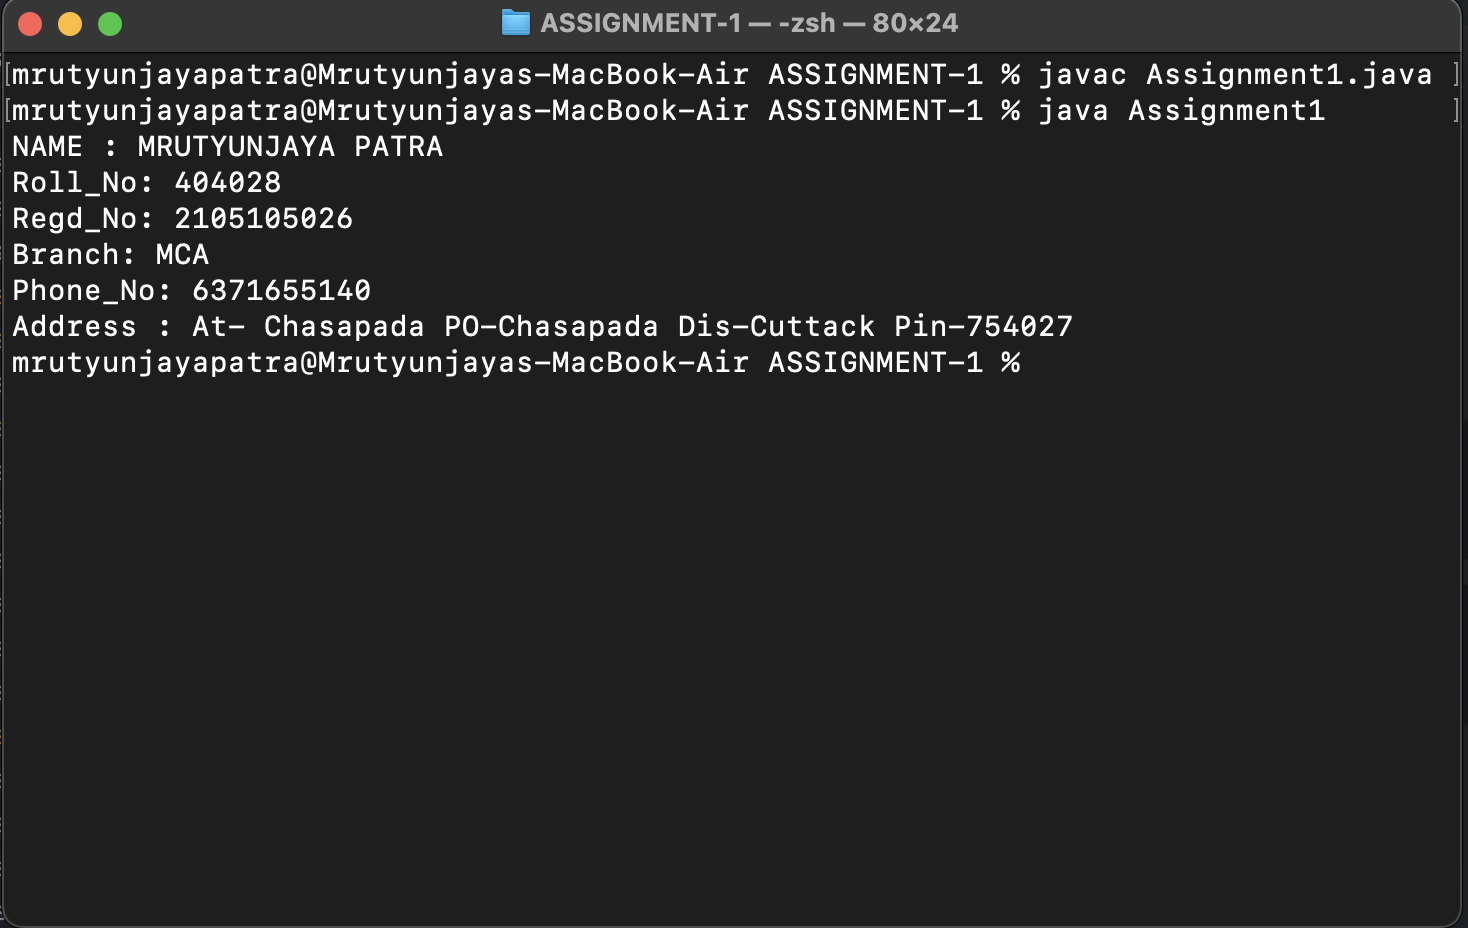 ASSIGNMENT-1 — -zsh — 80×24
[mrutyunjayapatra@Mrutyunjayas-MacBook-Air ASSIGNMENT-1 % javac Assignment1.java ]
[mrutyunjayapatra@Mrutyunjayas-MacBook-Air ASSIGNMENT-1 % java Assignment1 ]
NAME : MRUTYUNJAYA PATRA
Roll_No: 404028
Regd_No: 2105105026
Branch: MCA
Phone_No: 6371655140
Address : At- Chasapada PO-Chasapada Dis-Cuttack Pin-754027
mrutyunjayapatra@Mrutyunjayas-MacBook-Air ASSIGNMENT-1 %